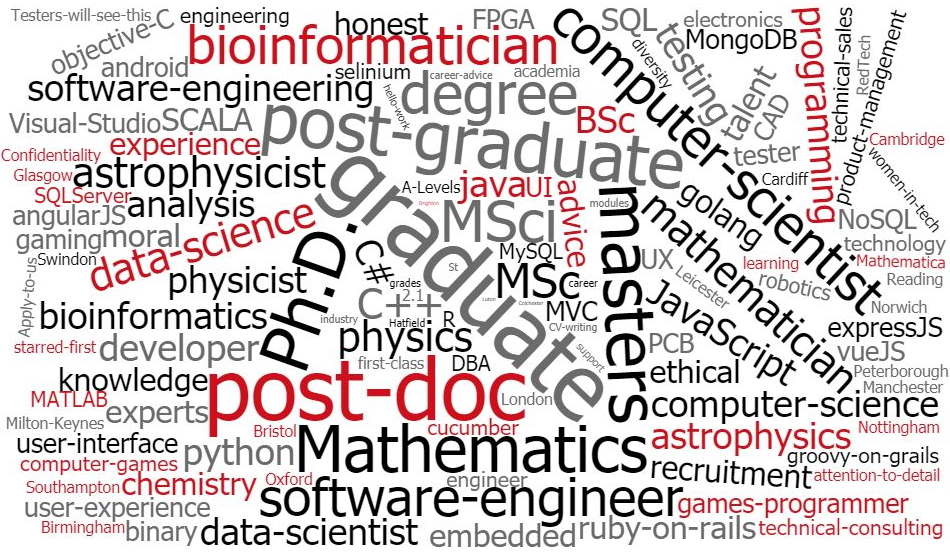 Testers-will-see-this
engineering
honest
FPGA
SQL
electronics
objective-C
bioinformatician
computer-scientist
diversity
testing
MongoDB
programming
technical-sales
RedTech
product-management
android
selinium
career-advice
academia
software-engineering
hello-work
degree
talent
CAD
Visual-Studio
SCALA
post-graduate
BSc
Cambridge
Confidentiality
experience
tester
women-in-tech
Glasgow
astrophysicist
graduate
A-Levels
java
UI
advice
masters
Cardiff
SQLServer
analysis
Brighton
MSci
modules
mathematician
golang
NoSQL
angularJS
data-science
technology
gaming
moral
Ph.D.
C#
MySQL
UX
learning
Mathematica
Swindon
St
Leicester
robotics
Reading
Apply-to-us
physicist
grades
MSc
career
JavaScript
C++
2.1
Luton
Colchester
Norwich
bioinformatics
industry
Hatfield
R
MVC
CV-writing
expressJS
starred-first
developer
physics
support
PCB
vueJS
first-class
DBA
ethical
Peterborough
knowledge
post-doc
Manchester
MATLAB
experts
London
computer-science
Milton-Keynes
Bristol
cucumber
astrophysics
Nottingham
user-interface
python
Mathematics
groovy-on-grails
computer-games
recruitment
attention-to-detail
Southampton
chemistry
Oxford
engineer
user-experience
software-engineer
games-programmer
Birmingham
binary
data-scientist
embedded
ruby-on-rails
technical-consulting